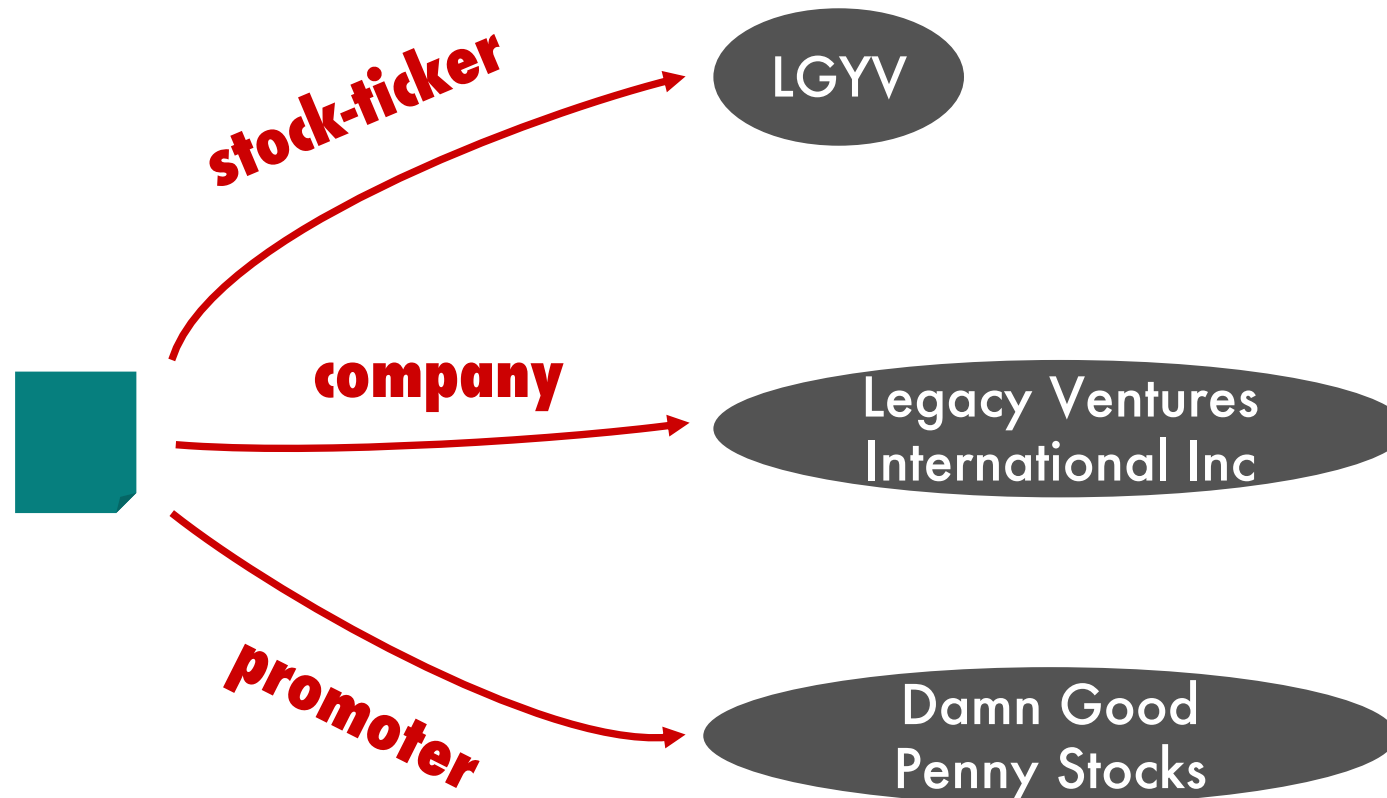 stock-ticker
LGYV
company
Legacy Ventures
International Inc
promoter
Damn Good
Penny Stocks